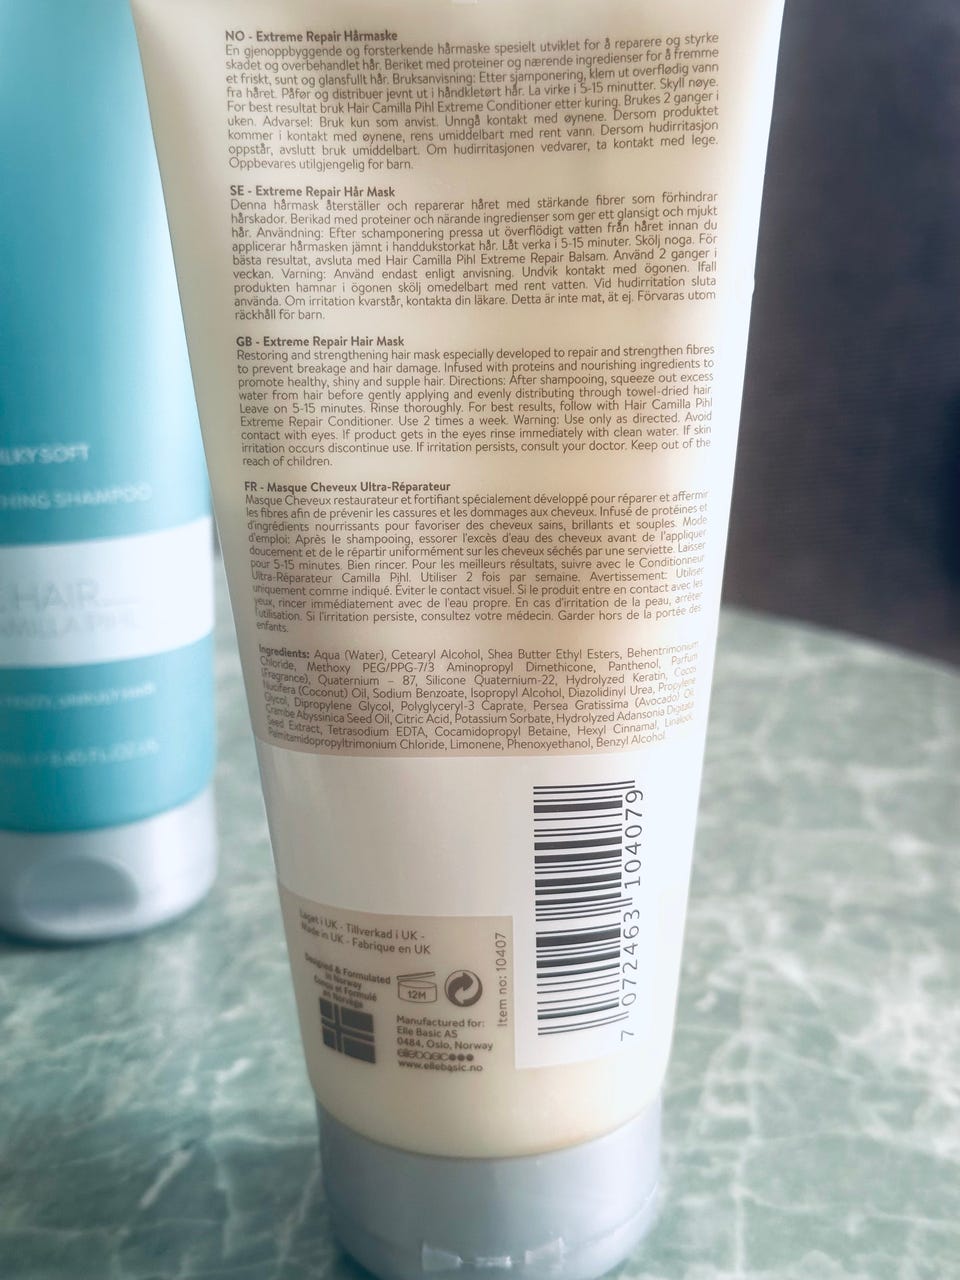 NO - Extreme Repair Hårmaske
En gjenoppbyggende og forsterkende hårmaske spesielt utviklet for å reparere og styrke
skadet og overbehandlet hår. Beriket med proteiner og nærende ingredienser for å fremme
et friskt, sunt og glansfullt hår. Bruksanvisning: Etter sjamponering, klem ut overflødig vann
fra håret. Påfør og distribuer jevnt ut i håndkletørt hår. La virke i 5-15 minutter. Skyll nøye.
For best resultat bruk Hair Camilla Pihl Extreme Conditioner etter kuring. Brukes 2 ganger i
uken. Advarsel: Bruk kun som anvist. Unngå kontakt med øynene. Dersom produktet
kommer i kontakt med øynene, rens umiddelbart med rent vann. Dersom hudirritasjon
oppstår, avslutt bruk umiddelbart. Om hudirritasjonen vedvarer, ta kontakt med lege.
Oppbevares utilgjengelig for barn.
SE - Extreme Repair Hår Mask
Denna hårmask återställer och reparerar håret med stärkande fibrer som förhindrar
hårskador. Berikad med proteiner och närande ingredienser som ger ett glansigt och mjukt
hår. Användning: Efter schamponering pressa ut överflödigt vatten från håret innan du
applicerar hårmasken jämnt i handdukstorkat hår. Låt verka i 5-15 minuter. Skölj noga. För
bästa resultat, avsluta med Hair Camilla Pihl Extreme Repair Balsam. Använd 2 ganger i
veckan. Varning: Använd endast enligt anvisning. Undvik kontakt med ögonen. Ifall
produkten hamnar i ögonen skölj omedelbart med rent vatten. Vid hudirritation sluta
använda. Om irritation kvarstår, kontakta din läkare. Detta är inte mat, ät ej. Förvaras utom
räckhåll för barn.
GB - Extreme Repair Hair Mask
Restoring and strengthening hair mask especially developed to repair and strengthen fibres
to prevent breakage and hair damage. Infused with proteins and nourishing ingredients to
promote healthy, shiny and supple hair. Directions: After shampooing, squeeze out excess
water from hair before gently applying and evenly distributing through towel-dried hair.
Leave on 5-15 minutes. Rinse thoroughly. For best results, follow with Hair Camilla Pihl
Extreme Repair Conditioner. Use 2 times a week. Warning: Use only as directed. Avoid
contact with eyes. If product gets in the eyes rinse immediately with clean water. If skin
irritation occurs discontinue use. If irritation persists, consult your doctor. Keep out of the
reach of children.
FR - Masque Cheveux Ultra-Réparateur
Masque Cheveux restaurateur et fortifiant spécialement développé pour réparer et affermir
les fibres afin de prévenir les cassures et les dommages aux cheveux. Infusé de protéines et
d'ingrédients nourrissants pour favoriser des cheveux sains, brillants et souples. Mode
d'emploi: Après le shampooing, essorer l'excès d'eau des cheveux avant de l'appliquer
doucement et de le répartir uniformément sur les cheveux séchés par une serviette. Laisser
pour 5-15 minutes. Bien rincer. Pour les meilleurs résultats, suivre avec le Conditionneur
Ultra-Réparateur Camilla Pihl. Utiliser 2 fois par semaine. Avertissement: Utiliser
uniquement comme indiqué. Éviter le contact visuel. Si le produit entre en contact avec les
yeux, rincer immédiatement avec de l'eau propre. En cas d'irritation de la peau, arrêter
l'utilisation. Si l'irritation persiste, consultez votre médecin. Garder hors de la portée des
enfants.
Ingredients: Aqua (Water), Cetearyl Alcohol, Shea Butter Ethyl Esters, Behentrimonium
Chloride, Methoxy PEG/PPG-7/3 Aminopropyl Dimethicone, Panthenol, Parfum
(Fragrance), Quaternium - 87, Silicone Quaternium-22, Hydrolyzed Keratin, Cocos
Nucifera (Coconut) Oil, Sodium Benzoate, Isopropyl Alcohol, Diazolidinyl Urea, Propylene
Glycol, Dipropylene Glycol, Polyglyceryl-3 Caprate, Persea Gratissima (Avocado) Oil,
Crambe Abyssinica Seed Oil, Citric Acid, Potassium Sorbate, Hydrolyzed Adansonia Digitata
Seed Extract, Tetrasodium EDTA, Cocamidopropyl Betaine, Hexyl Cinnamal, Linalool,
Palmitamidopropyltrimonium Chloride, Limonene, Phenoxyethanol, Benzyl Alcohol.
7 072463 104079
Item no: 10407
Laget i UK - Tillverkad i UK -
Made in UK - Fabrique en UK
Designed & Formulated
in Norway
Conçu et Formulé
en Norvège
12M
Manufactured for:
Elle Basic AS
0484, Oslo, Norway
ellebasic
www.ellebasic.no
SOFT
SHAMPOO
HAIR
PIHL